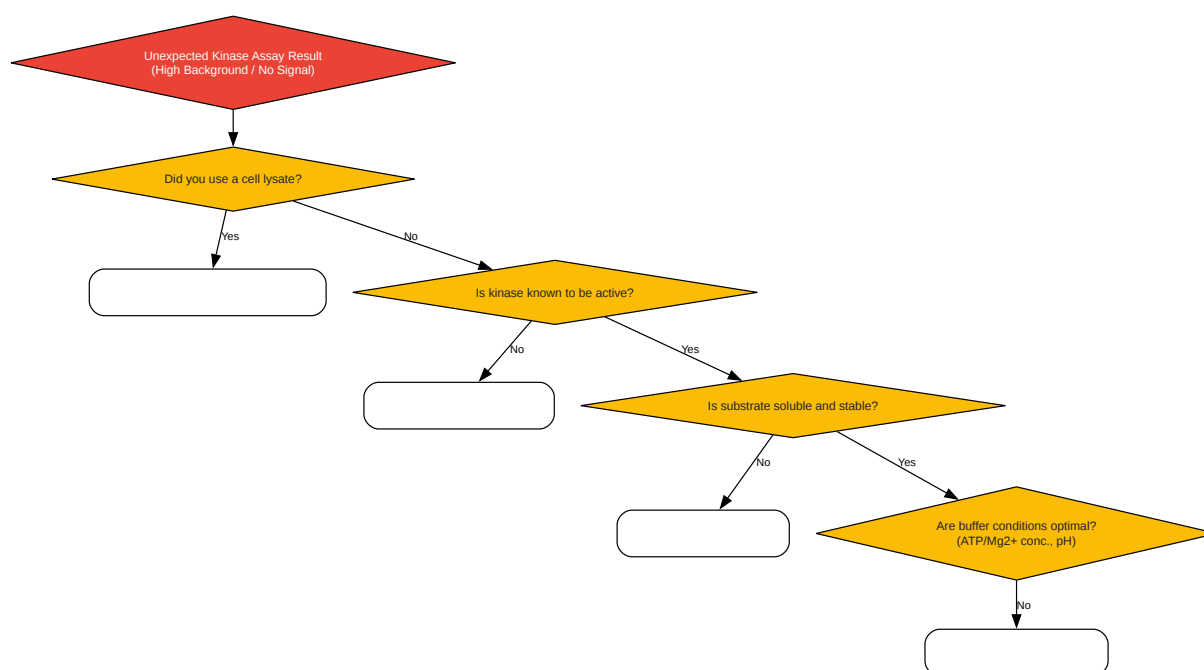 Unexpected Kinase Assay Result
(High Background / No Signal)
Did you use a cell lysate?
Yes
No
Is kinase known to be active?
No
Yes
Is substrate soluble and stable?
No
Yes
Are buffer conditions optimal?
(ATP/Mg2+ conc., pH)
No